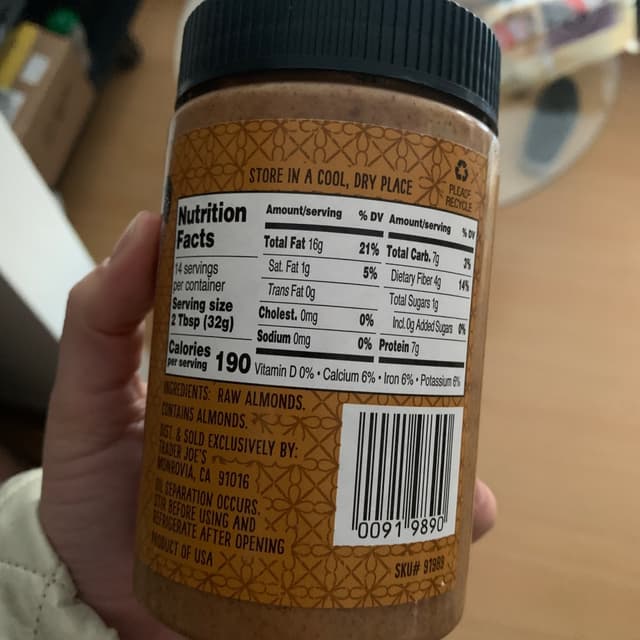 STORE IN A COOL, DRY PLACE
PLEASE
RECYCLE
Nutrition
Facts
14 servings
per container
Serving size
2 Tbsp (32g)
Calories
per serving 190
Amount/serving % DV
Total Fat 16g 21%
Sat. Fat 1g 5%
Trans Fat 0g
Cholest. 0mg 0%
Sodium 0mg 0%
Amount/serving % DV
Total Carb. 7g 3%
Dietary Fiber 4g 14%
Total Sugars 1g
Incl. 0g Added Sugars 0%
Protein 7g
Vitamin D 0% • Calcium 6% • Iron 6% • Potassium 6%
INGREDIENTS: RAW ALMONDS.
CONTAINS ALMONDS.
DIST. & SOLD EXCLUSIVELY BY:
TRADER JOE'S
MONROVIA, CA 91016
OIL SEPARATION OCCURS.
STIR BEFORE USING AND
REFRIGERATE AFTER OPENING
PRODUCT OF USA
0091 9890
SKU# 91989